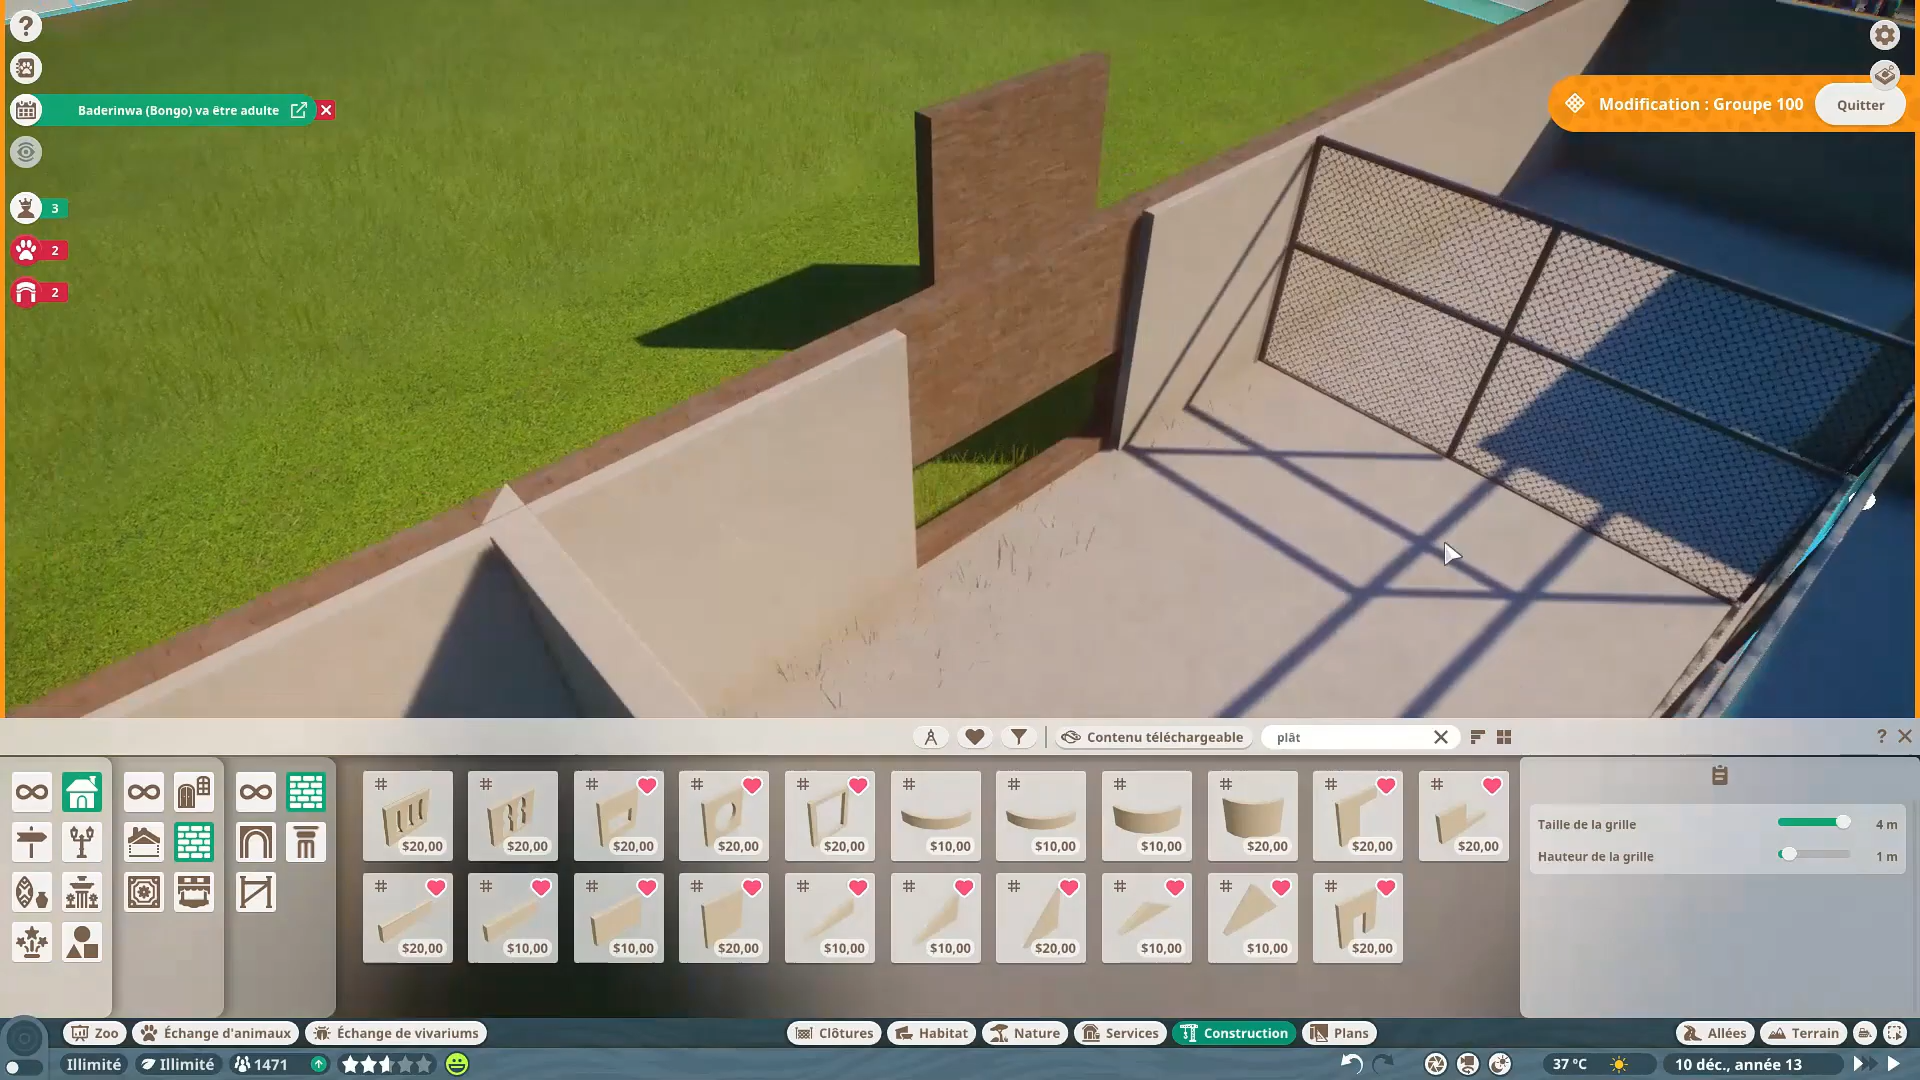 ?
Baderinwa (Bongo) va être adulte
Modification : Groupe 100
Quitter
3
2
2
Contenu téléchargeable
plât
?
$20,00 $20,00 $20,00 $20,00 $20,00 $10,00 $10,00 $10,00 $20,00 $20,00 $20,00
$20,00 $10,00 $10,00 $20,00 $10,00 $10,00 $20,00 $10,00 $10,00 $20,00
Taille de la grille 4 m
Hauteur de la grille 1 m
Zoo Échange d'animaux Échange de vivariums Clôtures Habitat Nature Services Construction Plans Allées Terrain
Illimité Illimité 1471 37 °C 10 déc., année 13